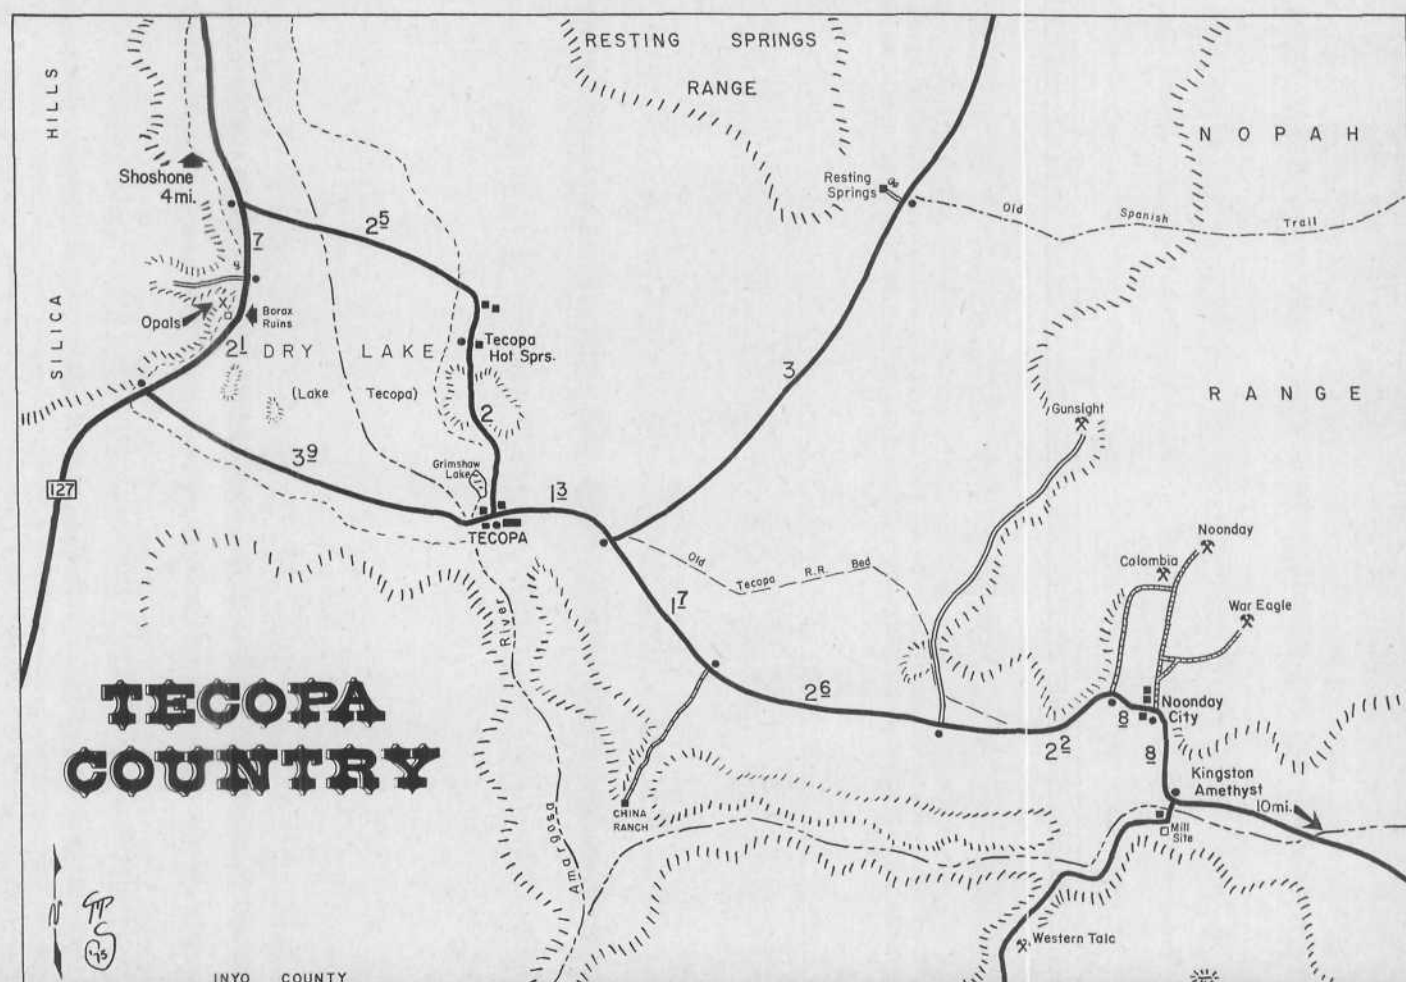 RESTING SPRINGS
RANGE
HILLS
SILICA
NOPAH
RANGE
Shoshone
4 mi.
Resting
Springs
Old Spanish Trail
2 5
7
Opals
Borax
Ruins
2 1
DRY LAKE
(Lake Tecopa)
Tecopa
Hot Sprs.
3
2
Gunsight
3 9
127
Grimshaw
Lake
1 3
TECOPA
Old Tecopa R.R. Bed
Noonday
Colombia
War Eagle
1 7
River
Amargosa
2 6
Noonday
City
8
2 2
8
TECOPA
COUNTRY
Kingston
Amethyst
10mi.
CHINA
RANCH
Mill
Site
N
'75
Western Talc
INYO COUNTY